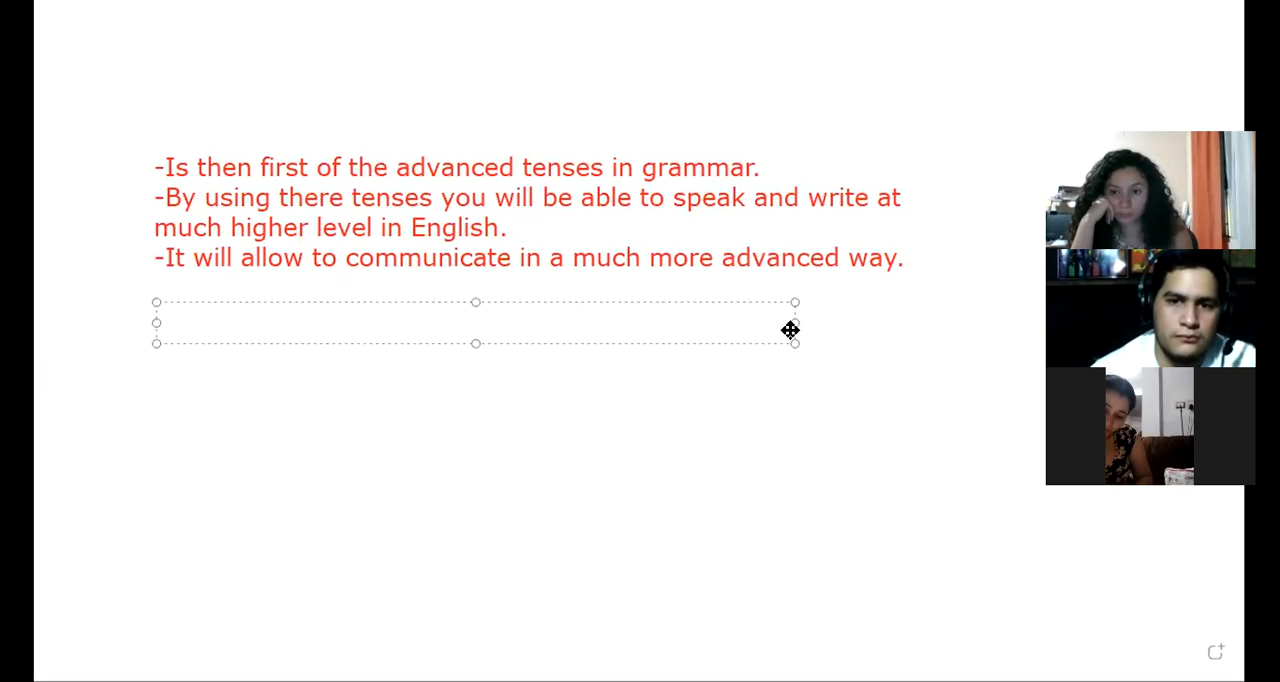 -Is then first of the advanced tenses in grammar.
-By using there tenses you will be able to speak and write at
much higher level in English.
-It will allow to communicate in a much more advanced way.